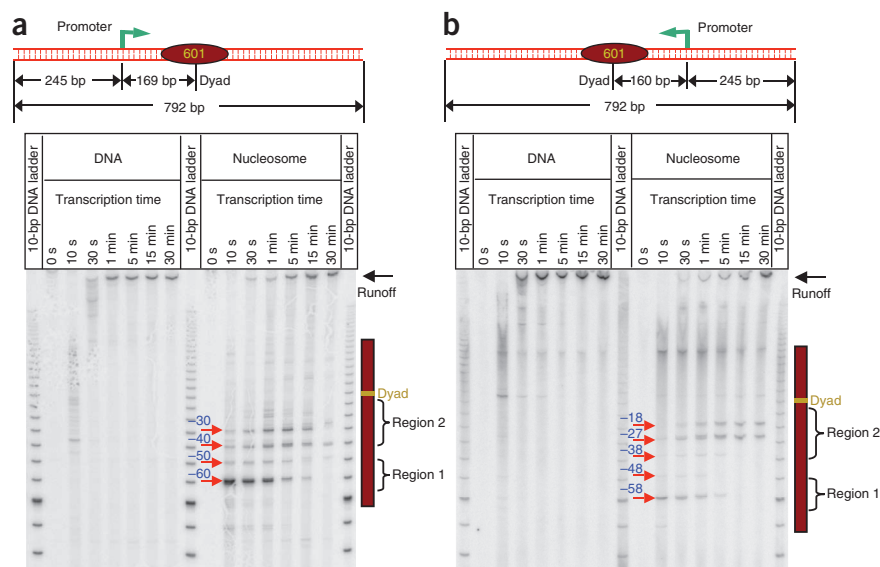 a
Promoter
601
245 bp
169 bp
Dyad
792 bp
10-bp DNA ladder
DNA
Transcription time
0 s
10 s
30 s
1 min
5 min
15 min
30 min
10-bp DNA ladder
Nucleosome
Transcription time
0 s
10 s
30 s
1 min
5 min
15 min
30 min
10-bp DNA ladder
Runoff
Dyad
–30
Region 2
–40
–50
Region 1
–60
b
Promoter
601
Dyad
160 bp
245 bp
792 bp
10-bp DNA ladder
DNA
Transcription time
0 s
10 s
30 s
1 min
5 min
15 min
30 min
10-bp DNA ladder
Nucleosome
Transcription time
0 s
10 s
30 s
1 min
5 min
15 min
30 min
10-bp DNA ladder
Runoff
Dyad
–18
–27
Region 2
–38
–48
–58
Region 1